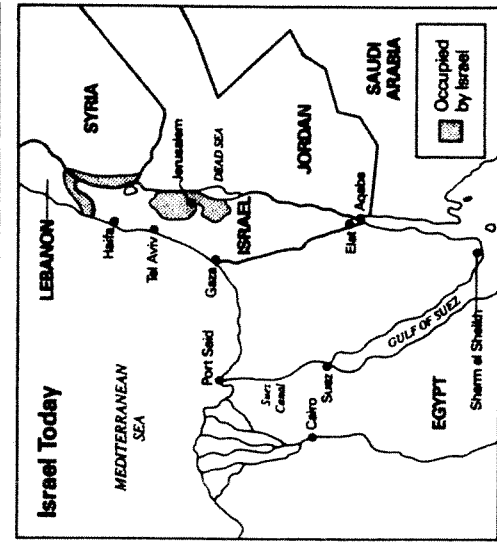 Israel Today
MEDITERRANEAN
SEA
LEBANON
SYRIA
Haifa
Tel Aviv
Jerusalem
DEAD SEA
Gaza
ISRAEL
JORDAN
Port Said
Suez
Canal
Cairo
Suez
Elat
Aqaba
SAUDI
ARABIA
EGYPT
GULF OF SUEZ
Sharm el Sheikh
Occupied
by Israel